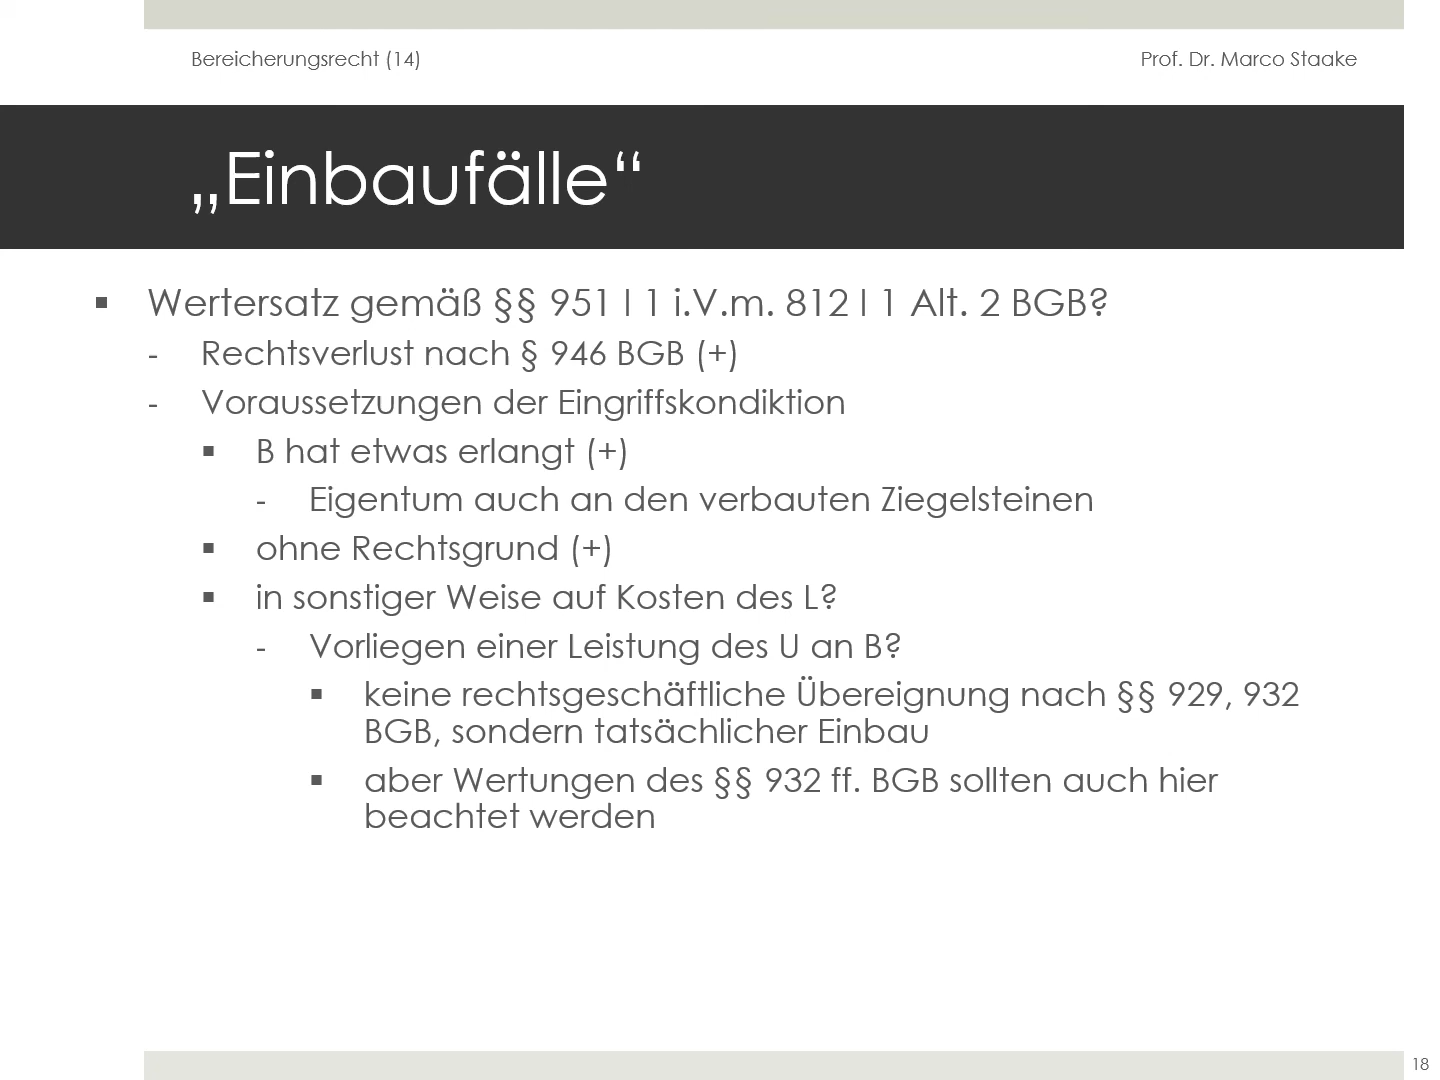 Bereicherungsrecht (14)
Prof. Dr. Marco Staake
„Einbaufälle“
▪ Wertersatz gemäß §§ 951 I 1 i.V.m. 812 I 1 Alt. 2 BGB?
- Rechtsverlust nach § 946 BGB (+)
- Voraussetzungen der Eingriffskondiktion
▪ B hat etwas erlangt (+)
- Eigentum auch an den verbauten Ziegelsteinen
▪ ohne Rechtsgrund (+)
▪ in sonstiger Weise auf Kosten des L?
- Vorliegen einer Leistung des U an B?
▪ keine rechtsgeschäftliche Übereignung nach §§ 929, 932
BGB, sondern tatsächlicher Einbau
▪ aber Wertungen des §§ 932 ff. BGB sollten auch hier
beachtet werden
18